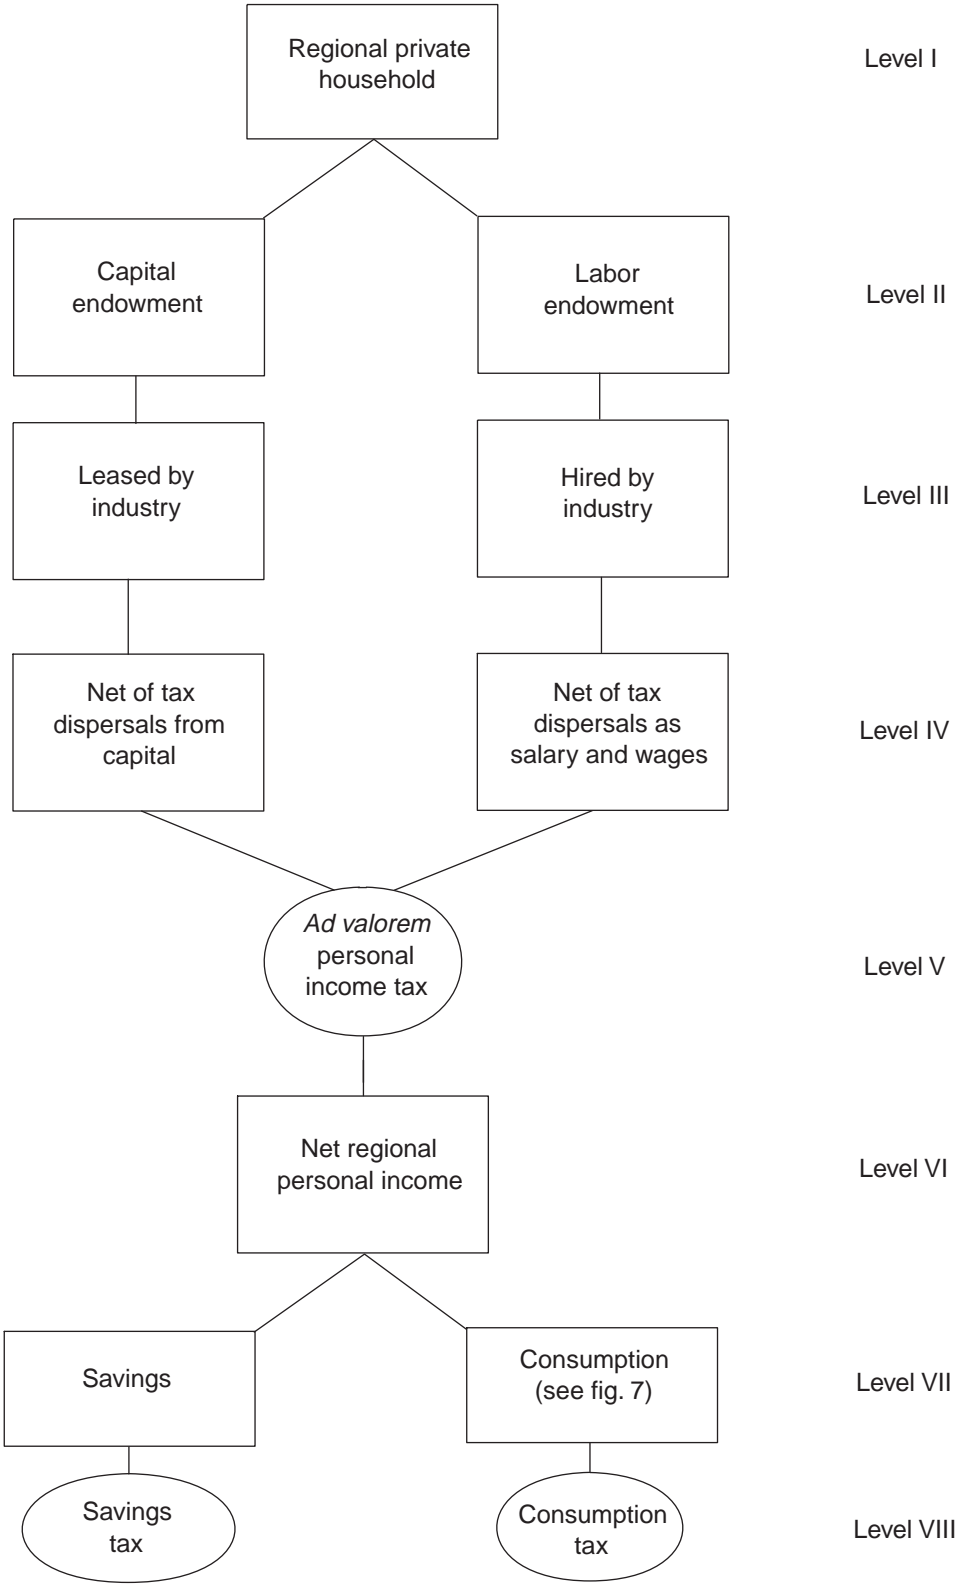 Regional private
household
Level I
Capital
endowment
Labor
endowment
Level II
Leased by
industry
Hired by
industry
Level III
Net of tax
dispersals from
capital
Net of tax
dispersals as
salary and wages
Level IV
Ad valorem
personal
income tax
Level V
Net regional
personal income
Level VI
Savings
Consumption
(see fig. 7)
Level VII
Savings
tax
Consumption
tax
Level VIII